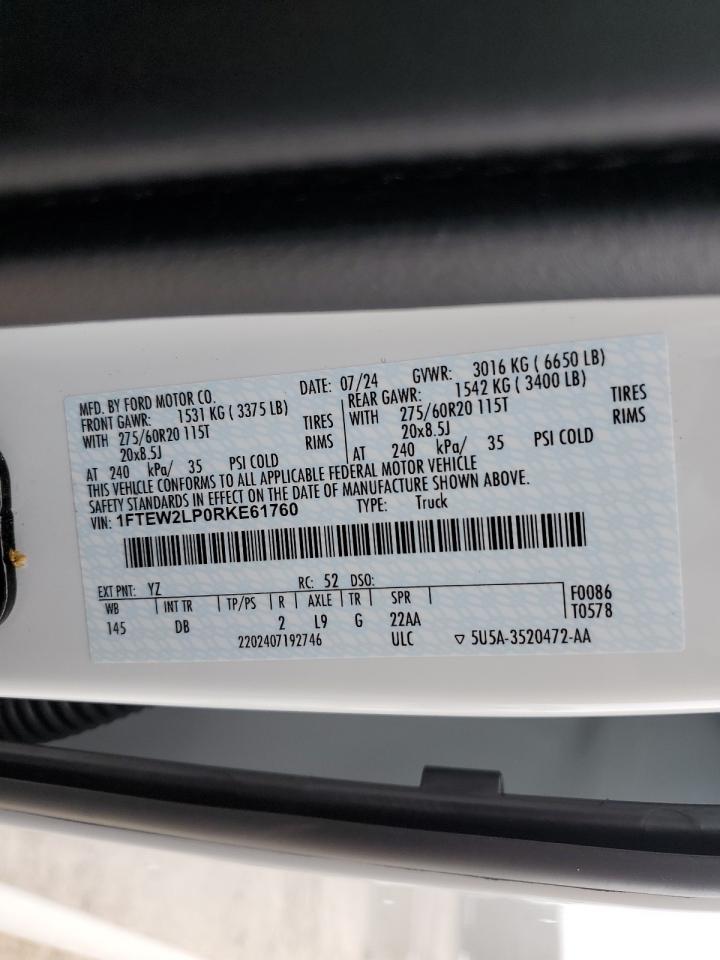 MFD. BY FORD MOTOR CO.
DATE: 07/24 GVWR: 3016 KG ( 6650 LB)
FRONT GAWR: 1531 KG ( 3375 LB)
REAR GAWR: 1542 KG ( 3400 LB)
WITH 275/60R20 115T TIRES
WITH 275/60R20 115T TIRES
20x8.5J RIMS
20x8.5J RIMS
AT 240 kPa/ 35 PSI COLD
AT 240 kPa/ 35 PSI COLD
THIS VEHICLE CONFORMS TO ALL APPLICABLE FEDERAL MOTOR VEHICLE
SAFETY STANDARDS IN EFFECT ON THE DATE OF MANUFACTURE SHOWN ABOVE.
VIN: 1FTEW2LP0RKE61760 TYPE: Truck
EXT PNT: YZ RC: 52 DSO:
WB INT TR TP/PS R AXLE TR SPR F0086
145 DB 2 L9 G 22AA T0578
2202407192746 ULC ▽ 5U5A-3520472-AA